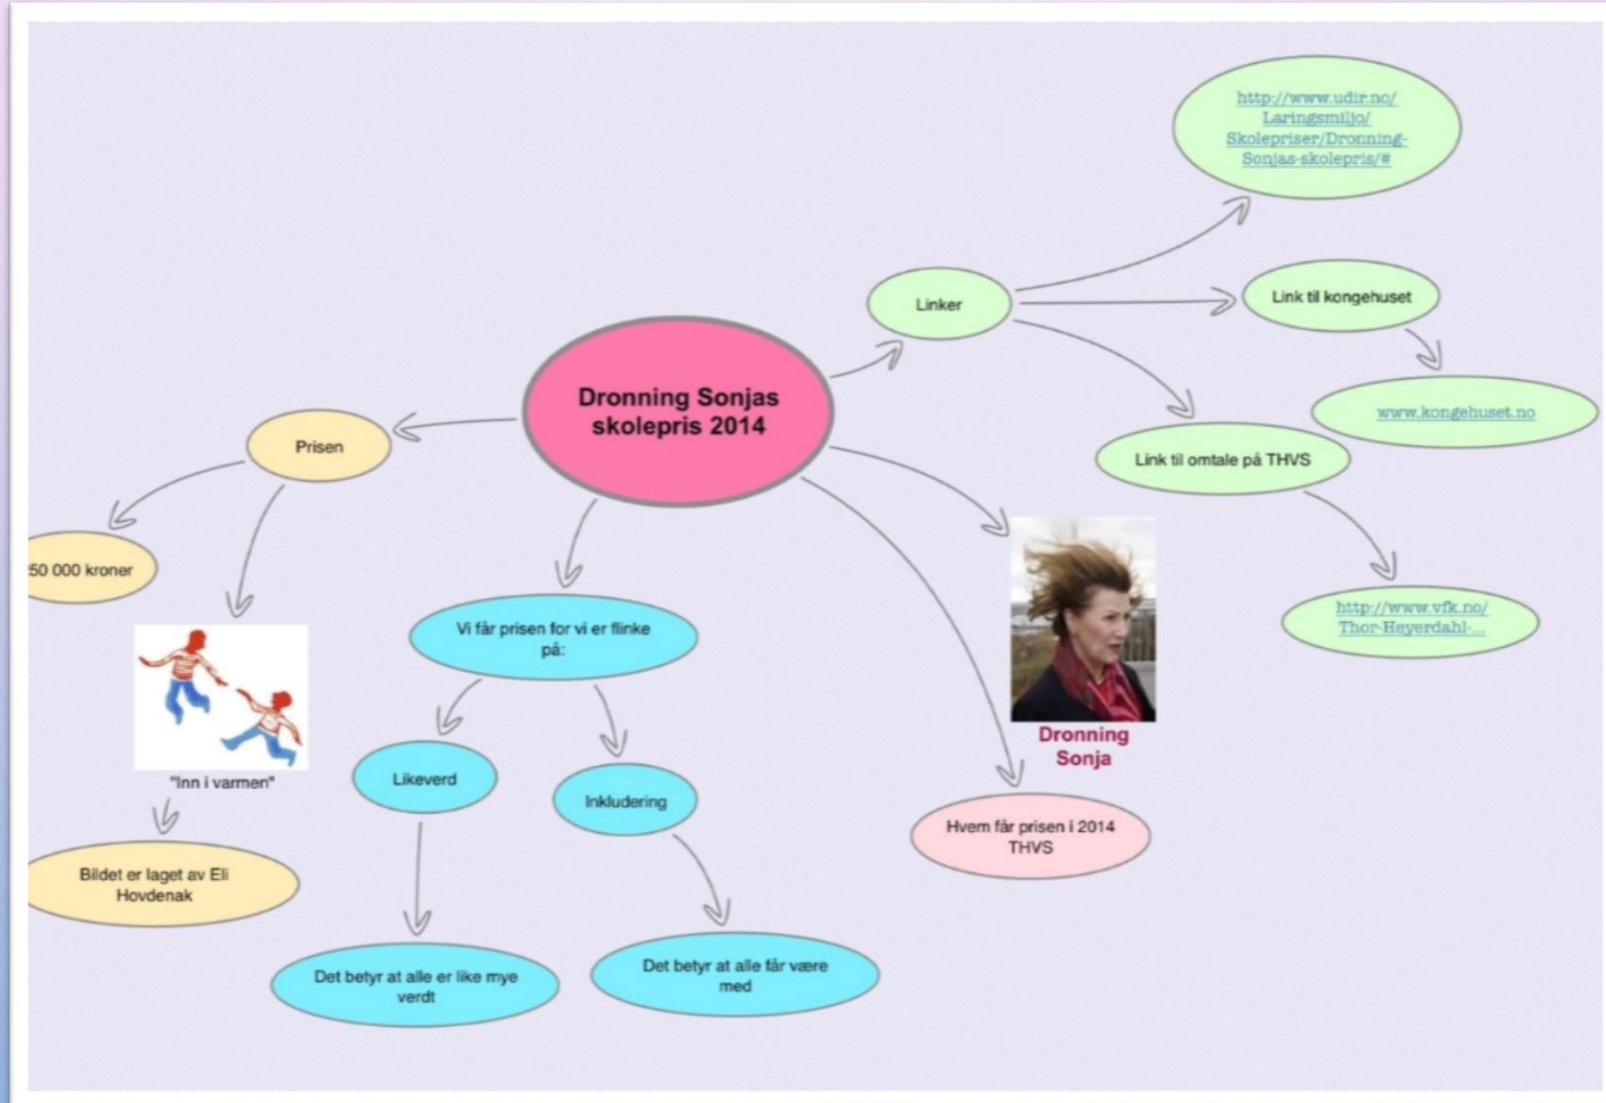 http://www.udir.no/
Laringsmiljo/
Skolepriser/Dronning-
Sonjas-skolepris/#
Linker
Link til kongehuset
www.kongehuset.no
Dronning Sonjas
skolepris 2014
Prisen
Link til omtale på THVS
50 000 kroner
http://www.vfk.no/
Thor-Heyerdahl-...
Vi får prisen for vi er flinke
på:
Dronning
Sonja
"Inn i varmen"
Likeverd
Inkludering
Hvem får prisen i 2014
THVS
Bildet er laget av Eli
Hovdenak
Det betyr at alle er like mye
verdt
Det betyr at alle får være
med